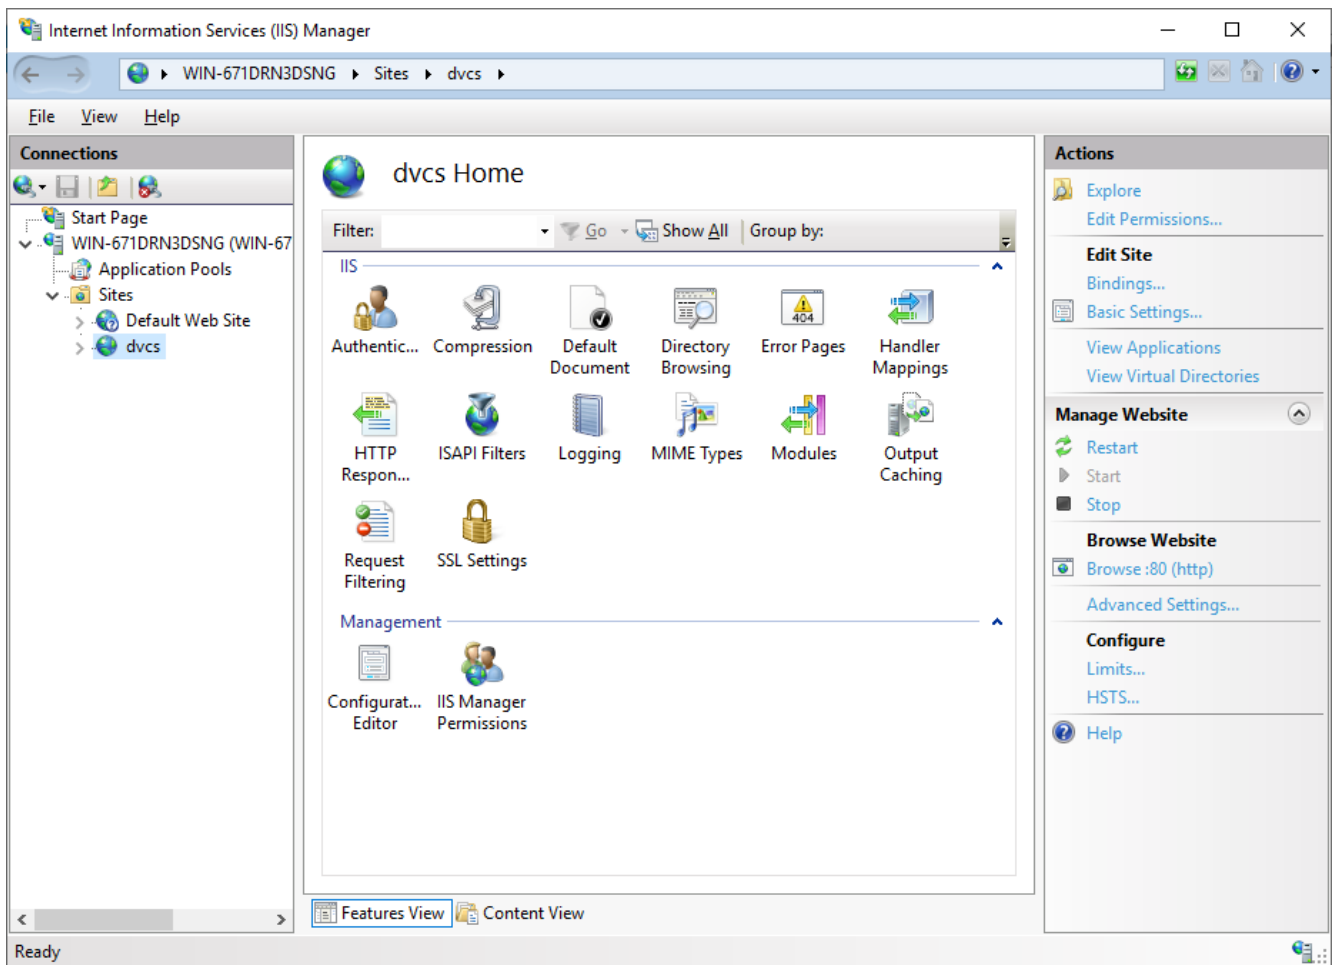 Internet Information Services (IIS) Manager
WIN-671DRN3DSNG Sites dvcs
File View Help
Connections
Start Page
WIN-671DRN3DSNG (WIN-67
Application Pools
Sites
Default Web Site
dvcs
dvcs Home
Filter: Go Show All Group by:
IIS
Authentic... Compression Default Document Directory Browsing Error Pages Handler Mappings
HTTP Respon... ISAPI Filters Logging MIME Types Modules Output Caching
Request Filtering SSL Settings
404
Management
Configurat... Editor IIS Manager Permissions
Features View Content View
Actions
Explore
Edit Permissions...
Edit Site
Bindings...
Basic Settings...
View Applications
View Virtual Directories
Manage Website
Restart
Start
Stop
Browse Website
Browse :80 (http)
Advanced Settings...
Configure
Limits...
HSTS...
Help
Ready